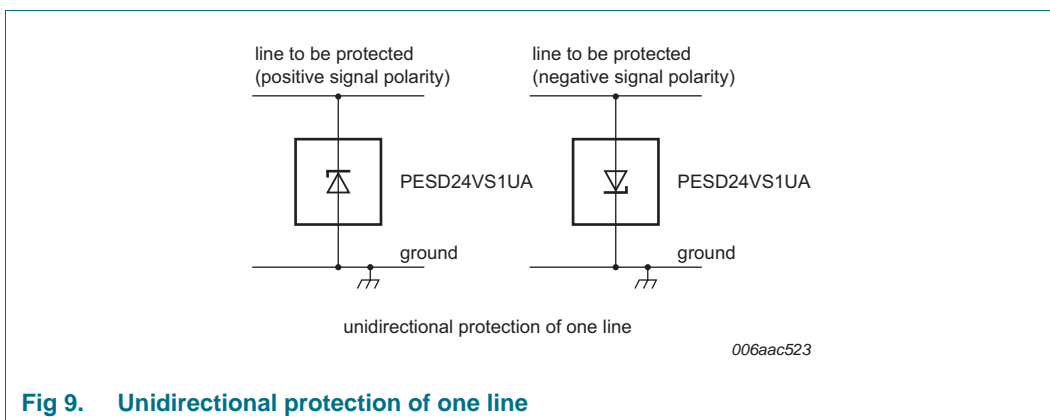 line to be protected
(positive signal polarity)
line to be protected
(negative signal polarity)
PESD24VS1UA
PESD24VS1UA
ground
ground
unidirectional protection of one line
006aac523
Fig 9. Unidirectional protection of one line